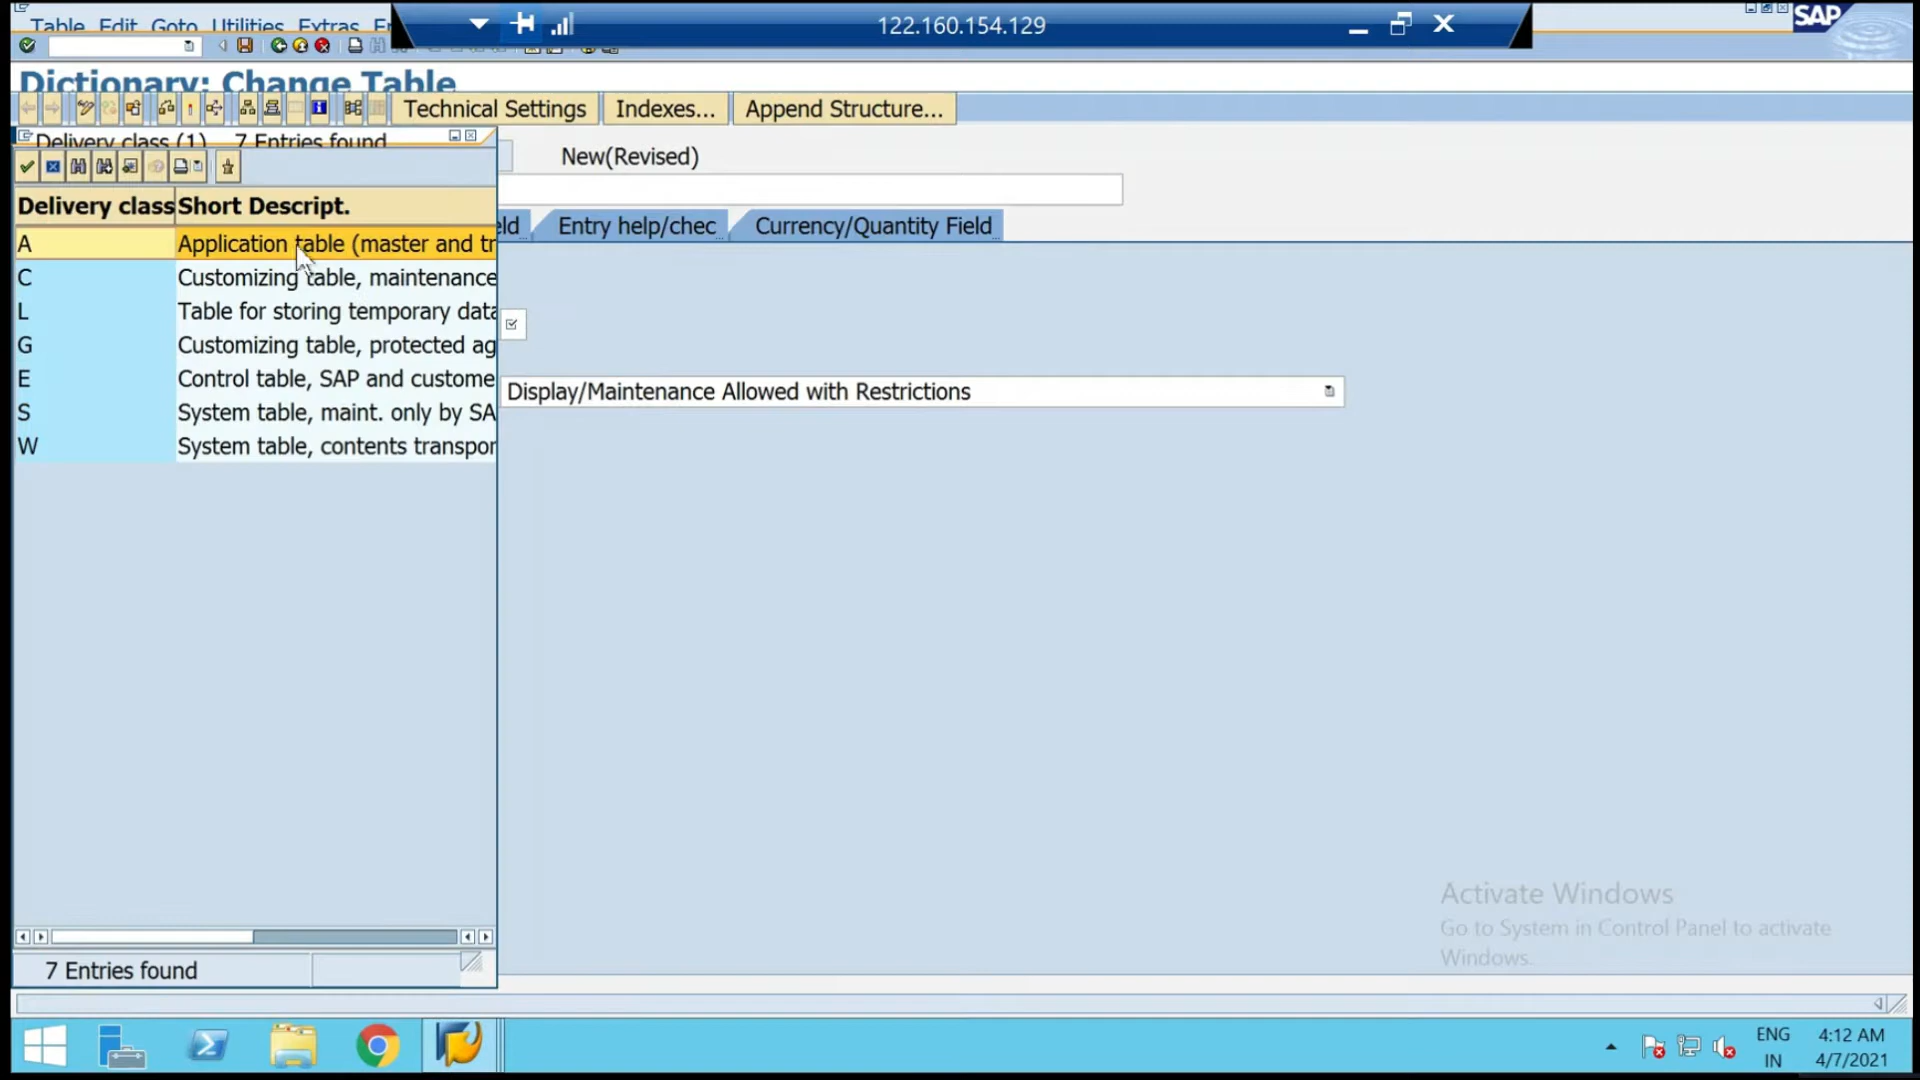 122.160.154.129
SAP
Table Edit Goto Utilities Extras
Dictionary: Change Table
Technical Settings Indexes... Append Structure...
Delivery class (1) 7 Entries found
New(Revised)
Delivery class Short Descript.
Entry help/chec Currency/Quantity Field
A Application table (master and tr
C Customizing table, maintenance
L Table for storing temporary data
G Customizing table, protected ag
E Control table, SAP and custome
Display/Maintenance Allowed with Restrictions
S System table, maint. only by SA
W System table, contents transpor
Activate Windows
Go to System in Control Panel to activate
Windows.
7 Entries found
ENG 4:12 AM
IN 4/7/2021